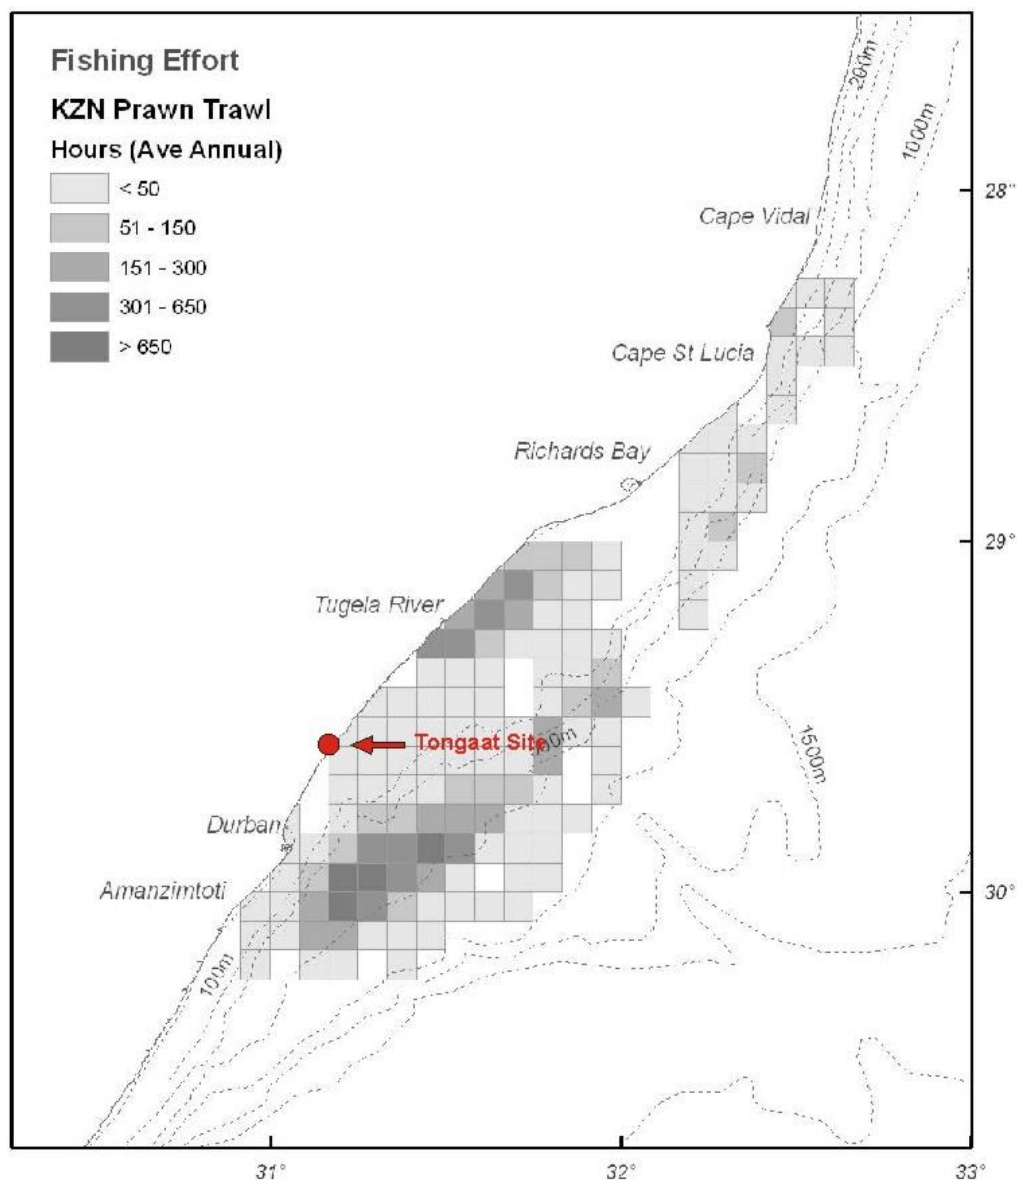 Fishing Effort
KZN Prawn Trawl
Hours (Ave Annual)
< 50
51 - 150
151 - 300
301 - 650
> 650
200m
1000m
28°
Cape Vidal
Cape St Lucia
Richards Bay
29°
Tugela River
Tongaat Site
1500m
Durban
Amanzimtoti
30°
100m
31°
32°
33°